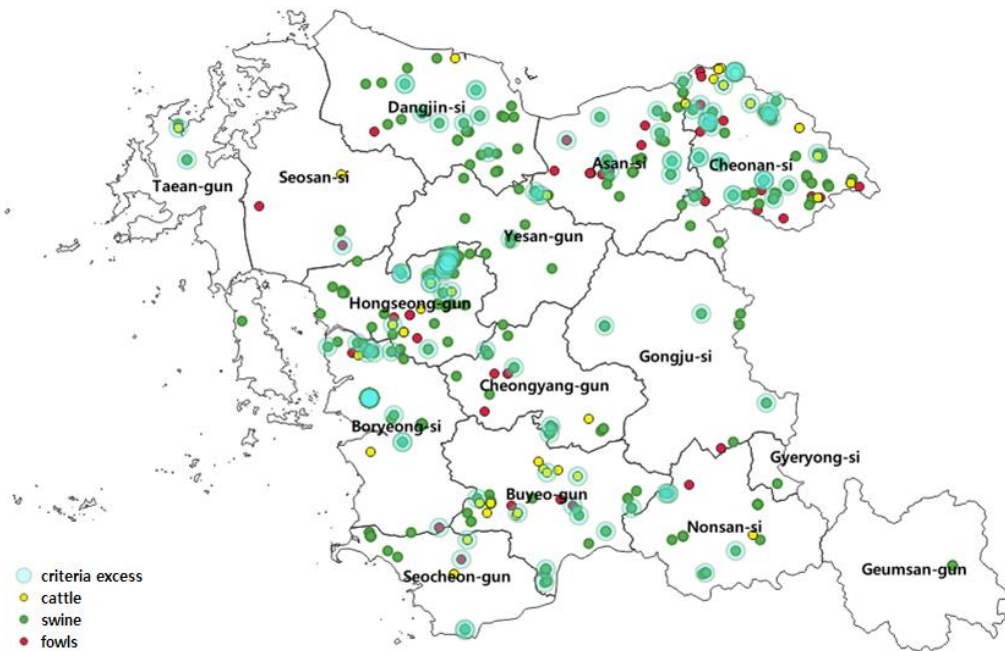 Dangjin-si
Asan-si
Cheonan-si
Taean-gun
Seosan-si
Yesan-gun
Hongseong-gun
Gongju-si
Cheongyang-gun
Boryeong-si
Gyeryong-si
Buyeo-gun
Nonsan-si
Geumsan-gun
Seocheon-gun
criteria excess
cattle
swine
fowls